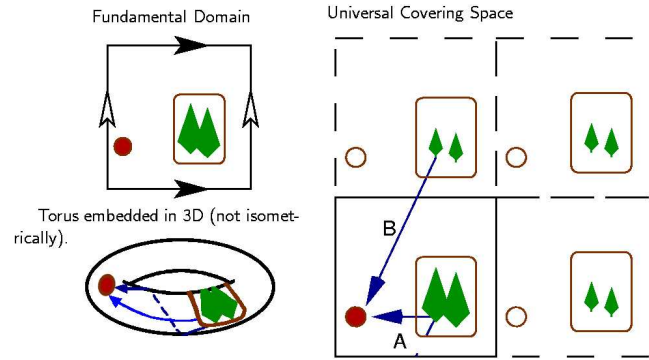 Fundamental Domain
Universal Covering Space
Torus embedded in 3D (not isomet-
rically).
B
A